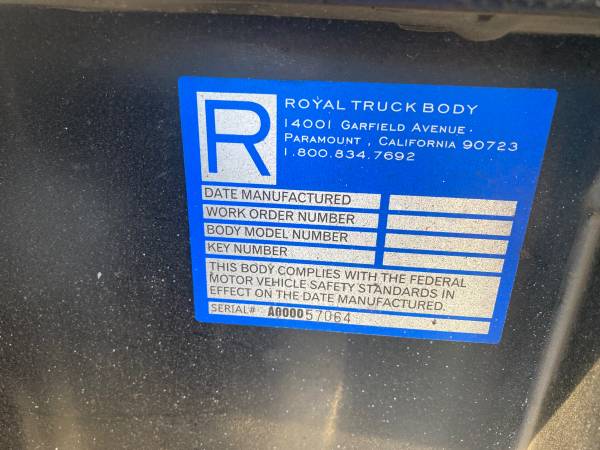 R
ROYAL TRUCK BODY
14001 GARFIELD AVENUE.
PARAMOUNT , CALIFORNIA 90723
1.800.834.7692
DATE MANUFACTURED
WORK ORDER NUMBER
BODY MODEL NUMBER
KEY NUMBER
THIS BODY COMPLIES WITH THE FEDERAL
MOTOR VEHICLE SAFETY STANDARDS IN
EFFECT ON THE DATE MANUFACTURED.
SERIAL# A000057064